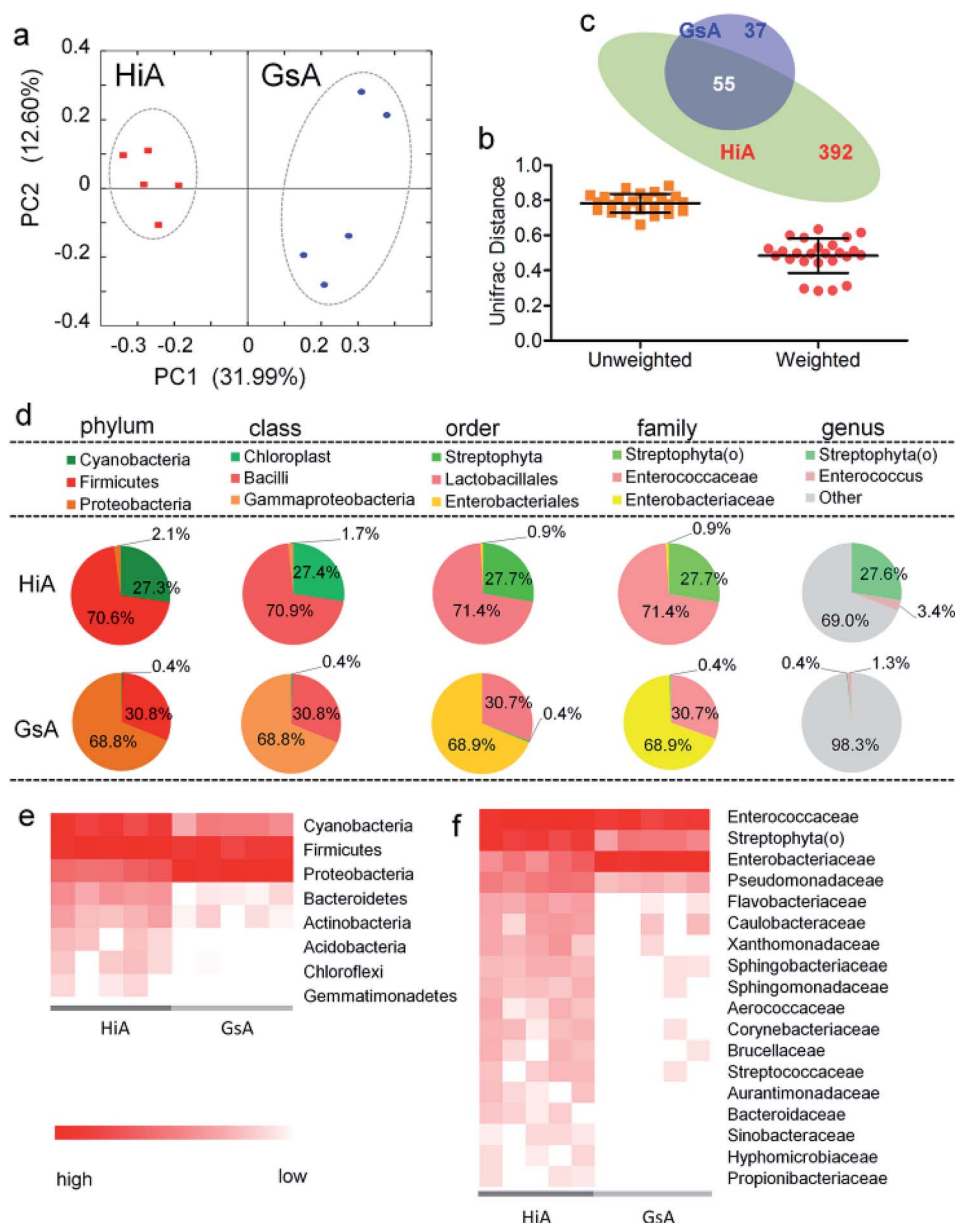 a
0.4
0.2
0
-0.2
-0.4
PC2 (12.60%)
HiA
GsA
-0.3
-0.2
0
0.2
0.3
PC1 (31.99%)
c
GsA 37
55
HiA 392
b
1.0
0.8
0.6
0.4
0.2
0.0
Unifrac Distance
Unweighted
Weighted
d
phylum class order family genus
Cyanobacteria
Firmicutes
Proteobacteria
Chloroplast
Bacilli
Gammaproteobacteria
Streptophyta
Lactobacillales
Enterobacteriales
Streptophyta(o)
Enterococcaceae
Enterobacteriaceae
Streptophyta(o)
Enterococcus
Other
HiA
2.1%
27.3%
70.6%
1.7%
27.4%
70.9%
0.9%
27.7%
71.4%
0.9%
27.7%
71.4%
27.6%
3.4%
69.0%
GsA
0.4%
30.8%
68.8%
0.4%
30.8%
68.8%
30.7%
0.4%
68.9%
0.4%
30.7%
68.9%
0.4%
1.3%
98.3%
e
Cyanobacteria
Firmicutes
Proteobacteria
Bacteroidetes
Actinobacteria
Acidobacteria
Chloroflexi
Gemmatimonadetes
HiA
GsA
high
low
f
Enterococcaceae
Streptophyta(o)
Enterobacteriaceae
Pseudomonadaceae
Flavobacteriaceae
Caulobacteraceae
Xanthomonadaceae
Sphingobacteriaceae
Sphingomonadaceae
Aerococcaceae
Corynebacteriaceae
Brucellaceae
Streptococcaceae
Aurantimonadaceae
Bacteroidaceae
Sinobacteraceae
Hyphomicrobiaceae
Propionibacteriaceae
HiA
GsA